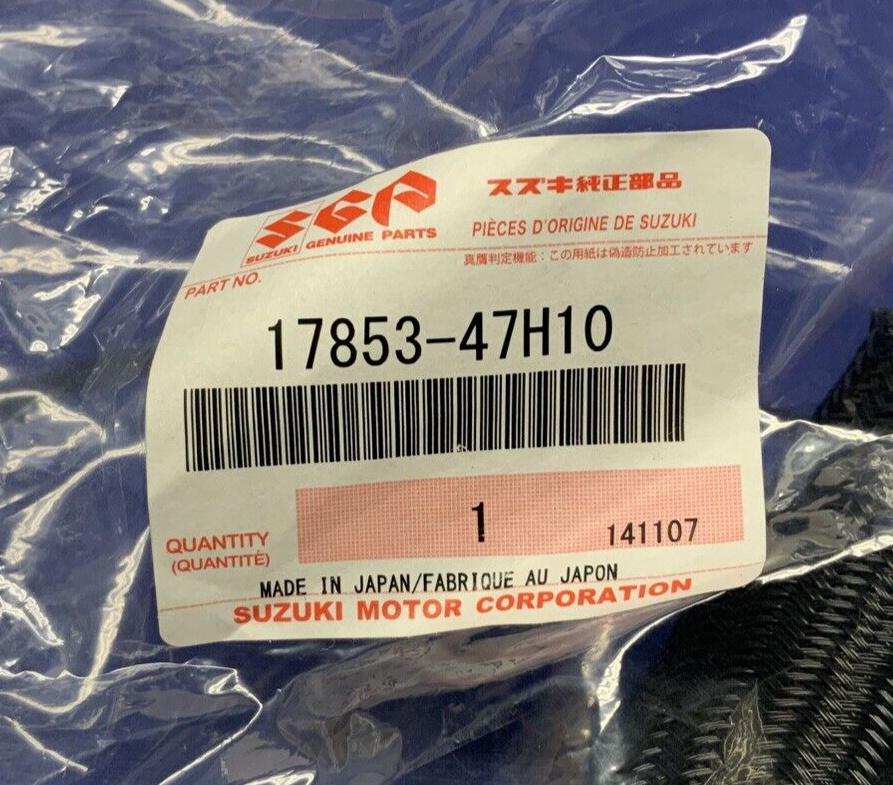 SGP スズキ純正部品
SUZUKI GENUINE PARTS PIÈCES D'ORIGINE DE SUZUKI
真贋判定機能：この用紙は偽造防止加工されています
PART NO.
17853-47H10
1 141107
QUANTITY
(QUANTITÉ)
MADE IN JAPAN/FABRIQUE AU JAPON
SUZUKI MOTOR CORPORATION